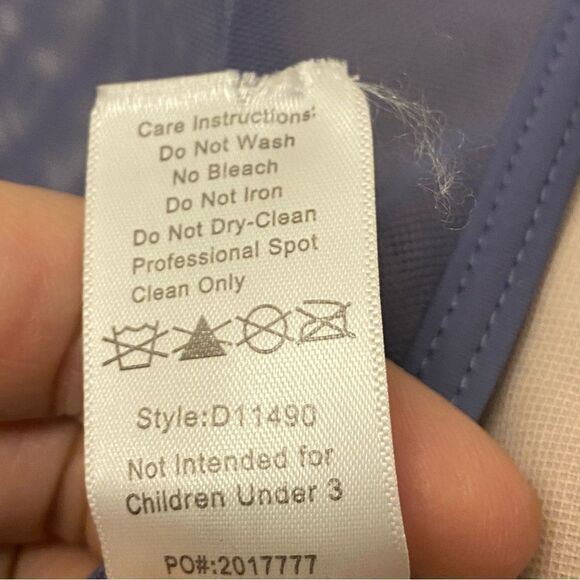 Care Instructions:
Do Not Wash
No Bleach
Do Not Iron
Do Not Dry-Clean
Professional Spot
Clean Only
Style:D11490
Not Intended for
Children Under 3
PO#:2017777